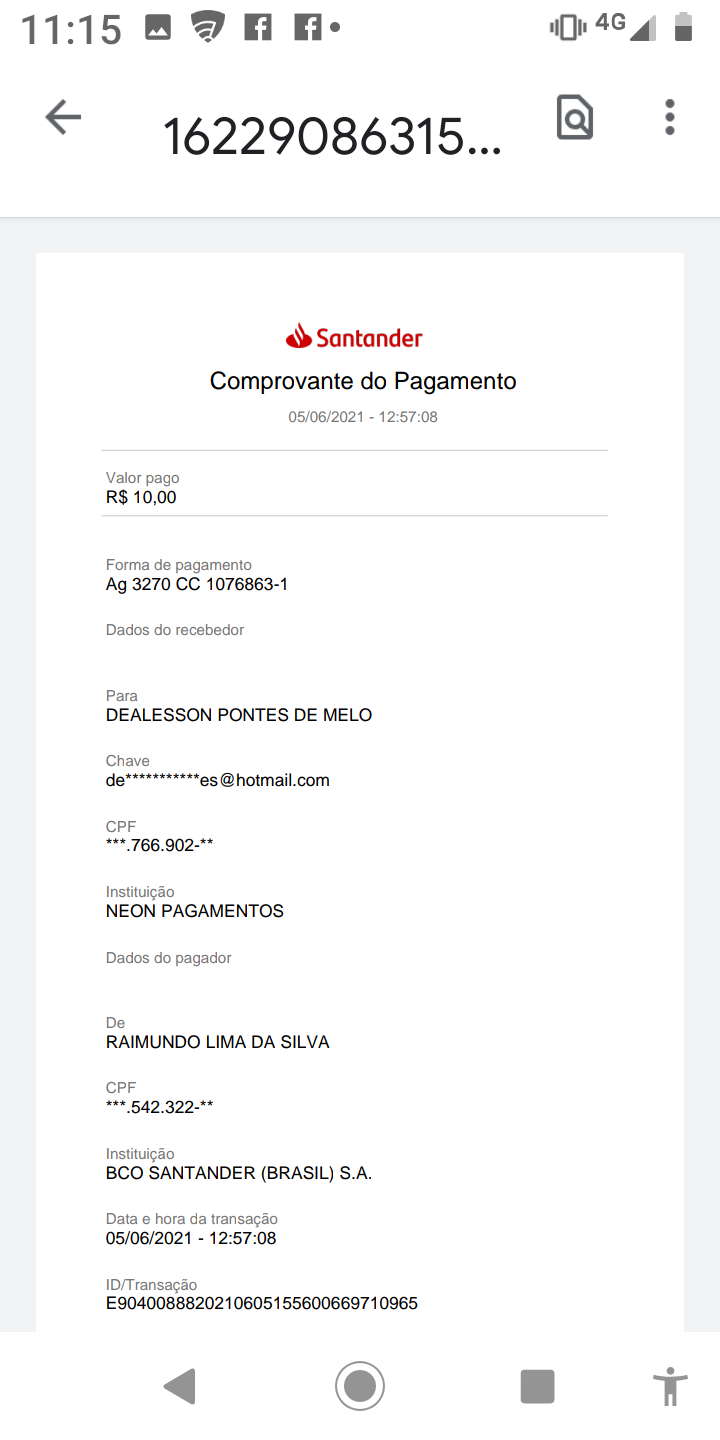 11:15
4G
16229086315...
Santander
Comprovante do Pagamento
05/06/2021 - 12:57:08
Valor pago
R$ 10,00
Forma de pagamento
Ag 3270 CC 1076863-1
Dados do recebedor
Para
DEALESSON PONTES DE MELO
Chave
de***********es@hotmail.com
CPF
***.766.902-**
Instituição
NEON PAGAMENTOS
Dados do pagador
De
RAIMUNDO LIMA DA SILVA
CPF
***.542.322-**
Instituição
BCO SANTANDER (BRASIL) S.A.
Data e hora da transação
05/06/2021 - 12:57:08
ID/Transação
E90400888202106051556006697​10965